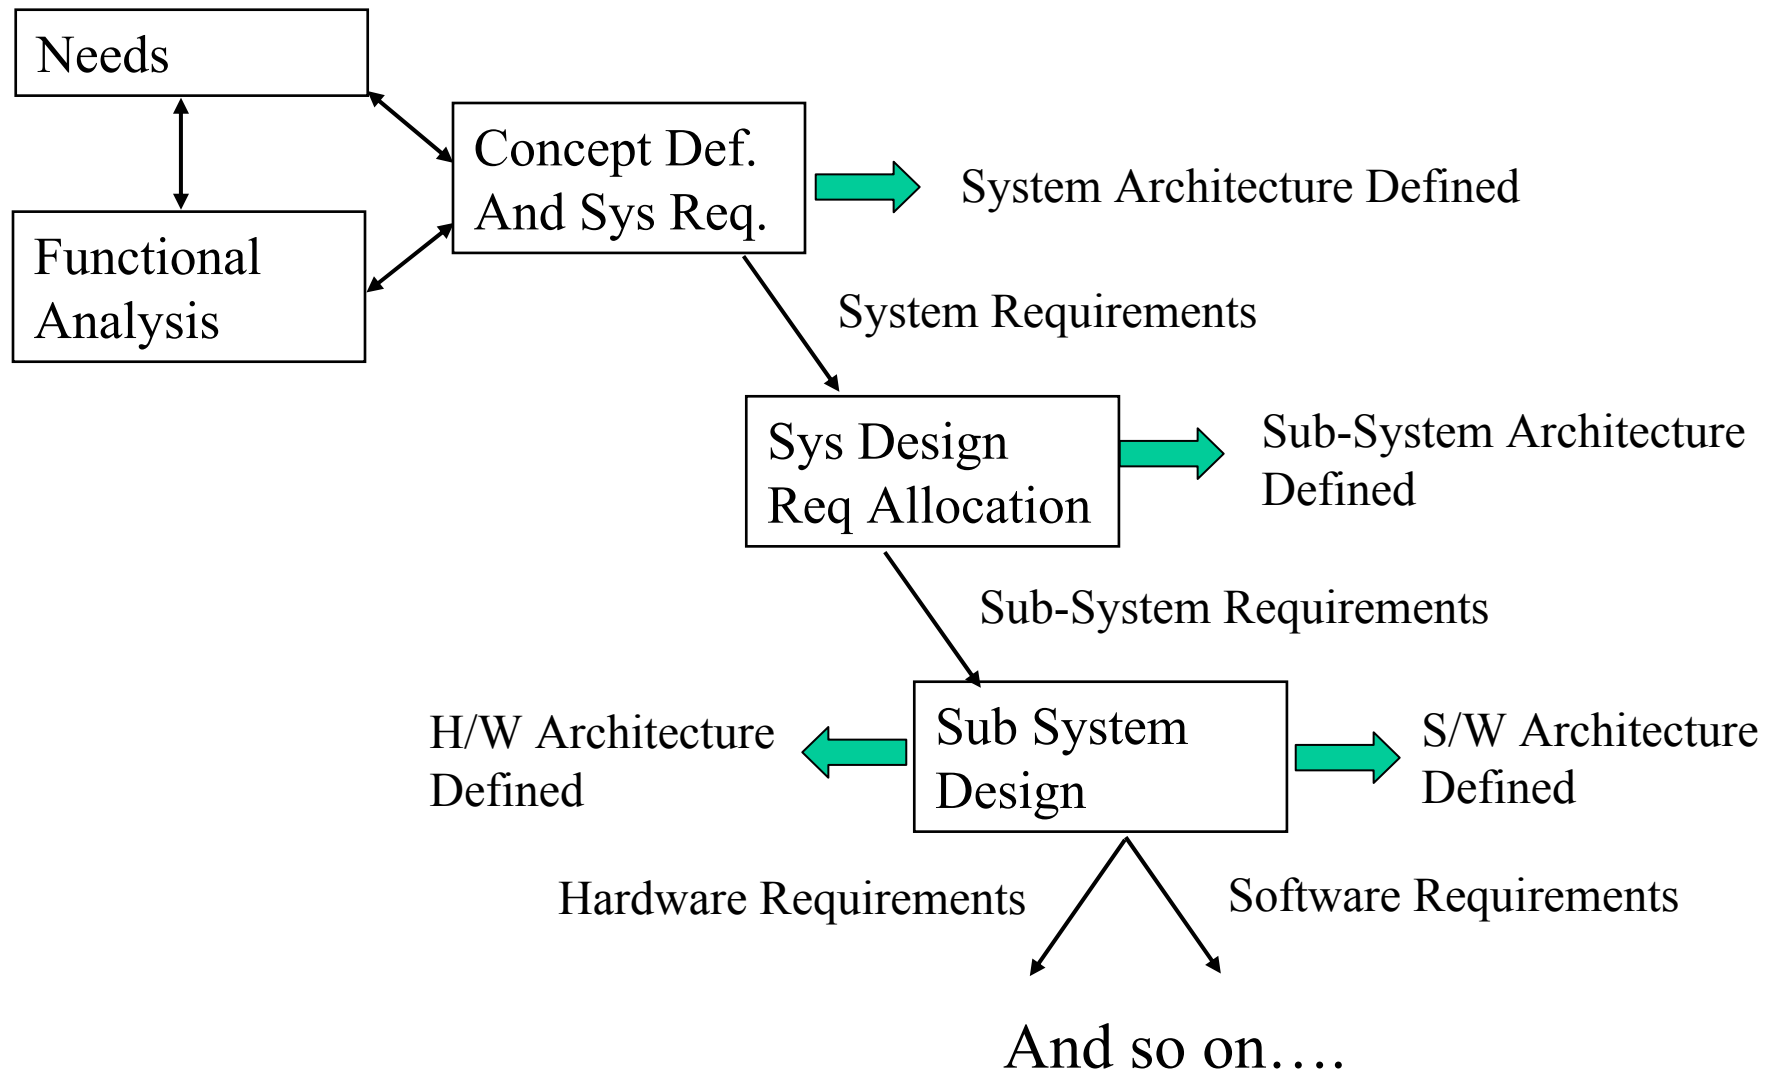 Needs
Concept Def.
And Sys Req.
System Architecture Defined
Functional
Analysis
System Requirements
Sys Design
Req Allocation
Sub-System Architecture
Defined
Sub-System Requirements
H/W Architecture
Defined
Sub System
Design
S/W Architecture
Defined
Hardware Requirements
Software Requirements
And so on….